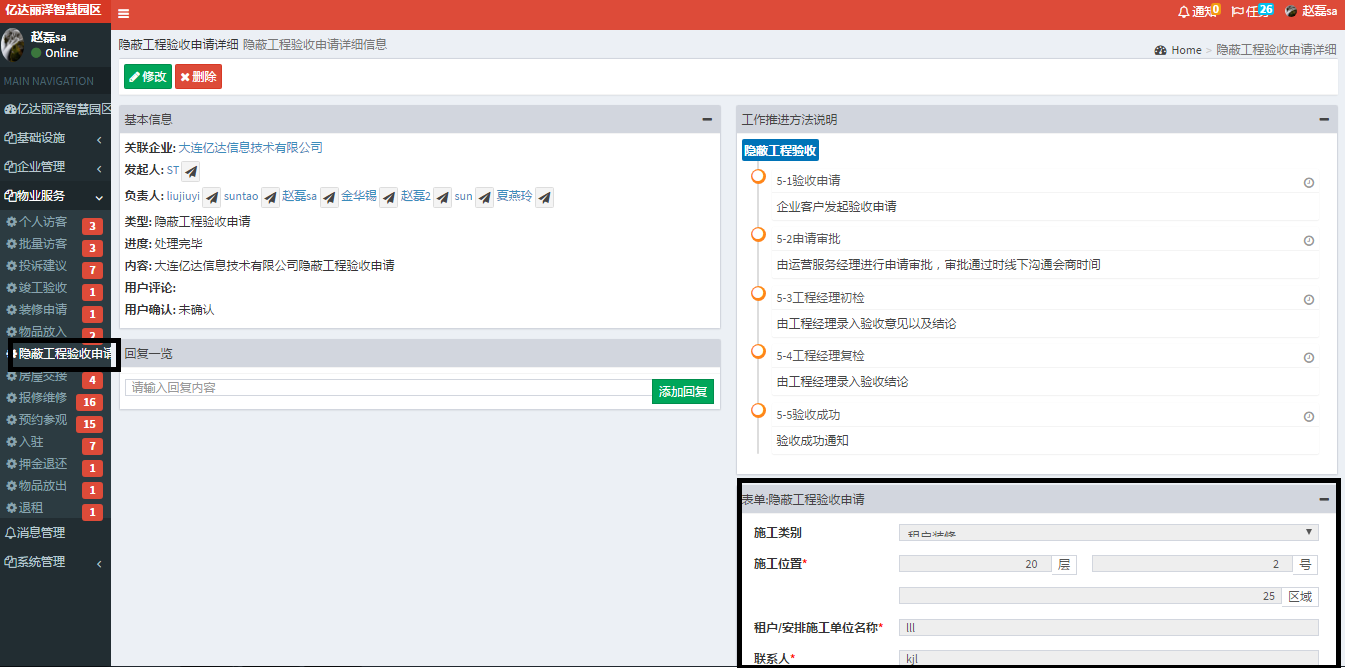 亿达丽泽智慧园区
通知 0
任务 26
赵磊sa
赵磊sa
Online
MAIN NAVIGATION
亿达丽泽智慧园区
基础设施
企业管理
物业服务
个人访客 3
批量访客 3
投诉建议 7
竣工验收 1
装修申请 1
物品放入 2
隐蔽工程验收申请
房屋交接 4
报修维修 16
预约参观 15
入驻 7
押金退还 1
物品放出 1
退租 1
消息管理
系统管理
隐蔽工程验收申请详细 隐蔽工程验收申请详细信息
Home > 隐蔽工程验收申请详细
修改 删除
基本信息
关联企业: 大连亿达信息技术有限公司
发起人: ST
负责人: liujiuyi suntao 赵磊sa 金华锡 赵磊2 sun 夏燕玲
类型: 隐蔽工程验收申请
进度: 处理完毕
内容: 大连亿达信息技术有限公司隐蔽工程验收申请
用户评论:
用户确认: 未确认
回复一览
请输入回复内容 添加回复
工作推进方法说明
隐蔽工程验收
5-1验收申请
企业客户发起验收申请
5-2申请审批
由运营服务经理进行申请审批，审批通过时线下沟通会商时间
5-3工程经理初检
由工程经理录入验收意见以及结论
5-4工程经理复检
由工程经理录入验收结论
5-5验收成功
验收成功通知
表单:隐蔽工程验收申请
施工类别 租户装修
施工位置* 20 层 2 号
25 区域
租户/安排施工单位名称* lll
联系人* kjl